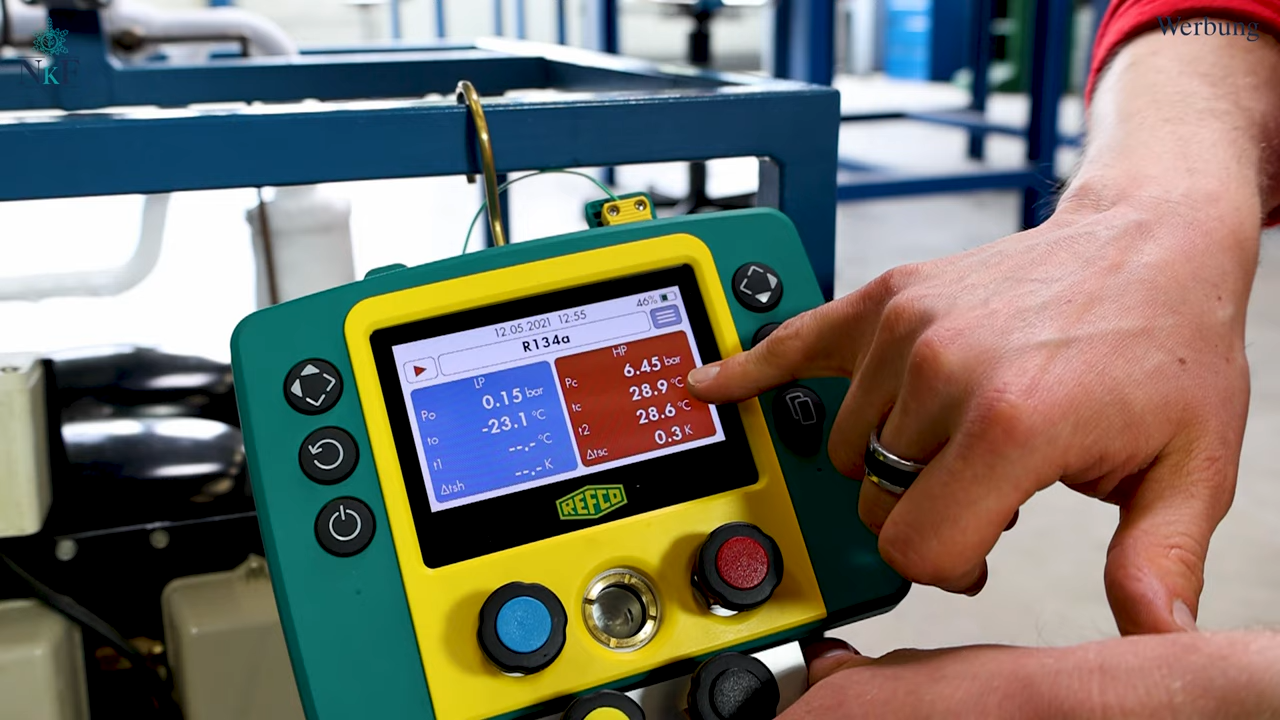 Werbung
NkF
46%
12.05.2021 12:55
R134a
LP
Po 0.15 bar
to -23.1 °C
t1 --.- °C
Δtsh --.- K
HP
Pc 6.45 bar
tc 28.9 °C
t2 28.6 °C
Δtsc 0.3 K
REFCO